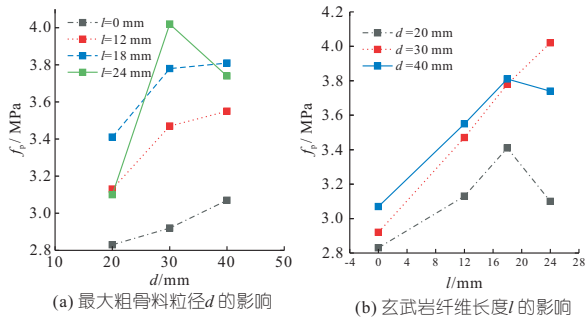 4.0
3.8
3.6
3.4
3.2
3.0
2.8
fp/ MPa
l=0 mm
l=12 mm
l=18 mm
l=24 mm
10 20 30 40 50
d/mm
(a) 最大粗骨料粒径d 的影响
4.2
4.0
3.8
3.6
3.4
3.2
3.0
2.8
fp/ MPa
d =20 mm
d =30 mm
d =40 mm
-4 0 4 8 12 16 20 24 28
l/mm
(b) 玄武岩纤维长度l 的影响